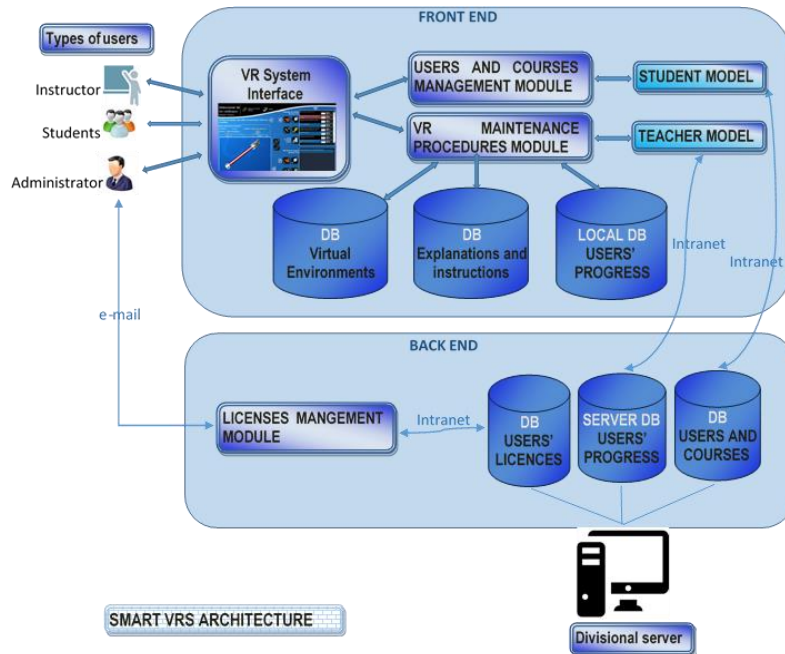 FRONT END
Types of users
Instructor
Students
Administrator
VR System
Interface
USERS AND COURSES
MANAGEMENT MODULE
STUDENT MODEL
VR MAINTENANCE
PROCEDURES MODULE
TEACHER MODEL
DB
Virtual
Environments
DB
Explanations and
instructions
LOCAL DB
USERS'
PROGRESS
Intranet
Intranet
e-mail
BACK END
LICENSES MANGEMENT
MODULE
Intranet
DB
USERS'
LICENCES
SERVER DB
USERS'
PROGRESS
DB
USERS AND
COURSES
SMART VRS ARCHITECTURE
Divisional server